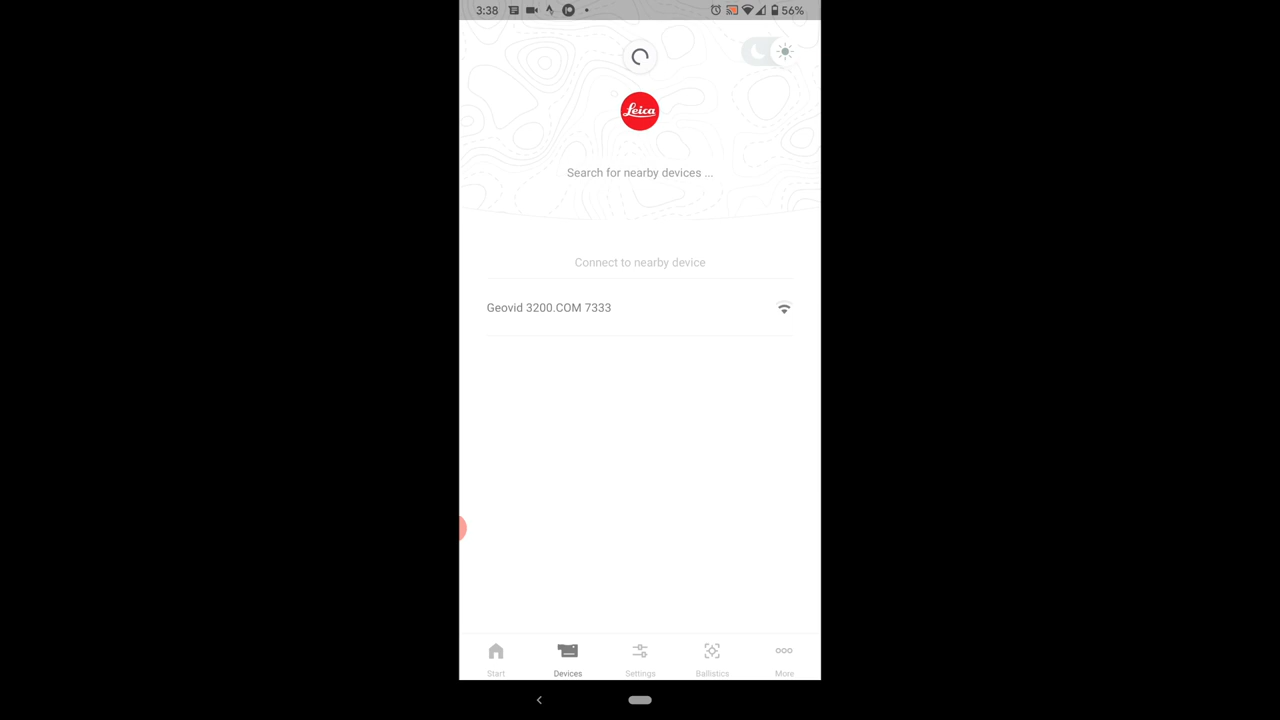 3:38 56%
Leica
Search for nearby devices ...
Connect to nearby device
Geovid 3200.COM 7333
Start Devices Settings Ballistics More